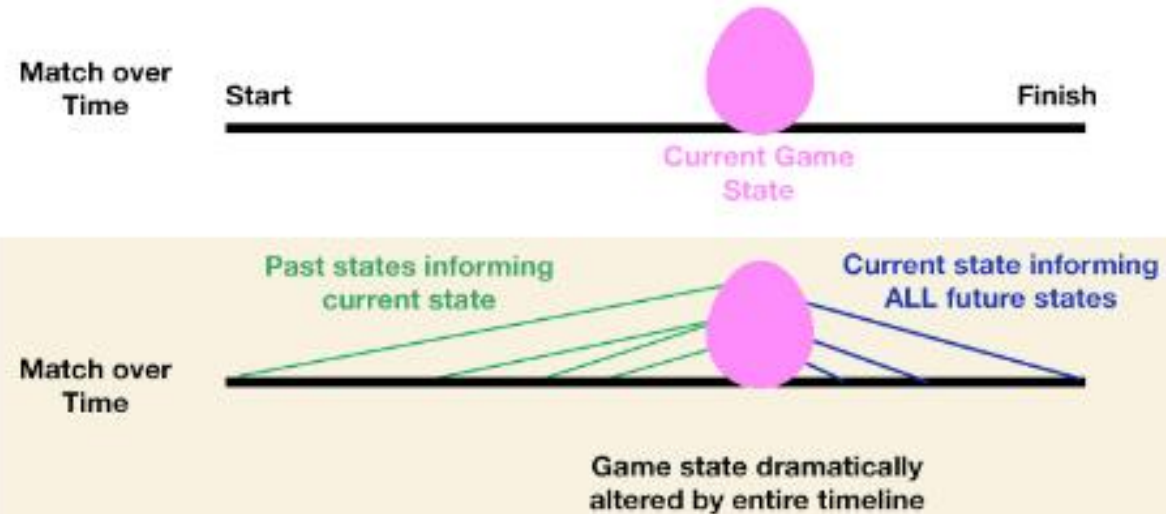 Match over
Time
Start
Finish
Current Game
State
Past states informing
current state
Current state informing
ALL future states
Match over
Time
Game state dramatically
altered by entire timeline